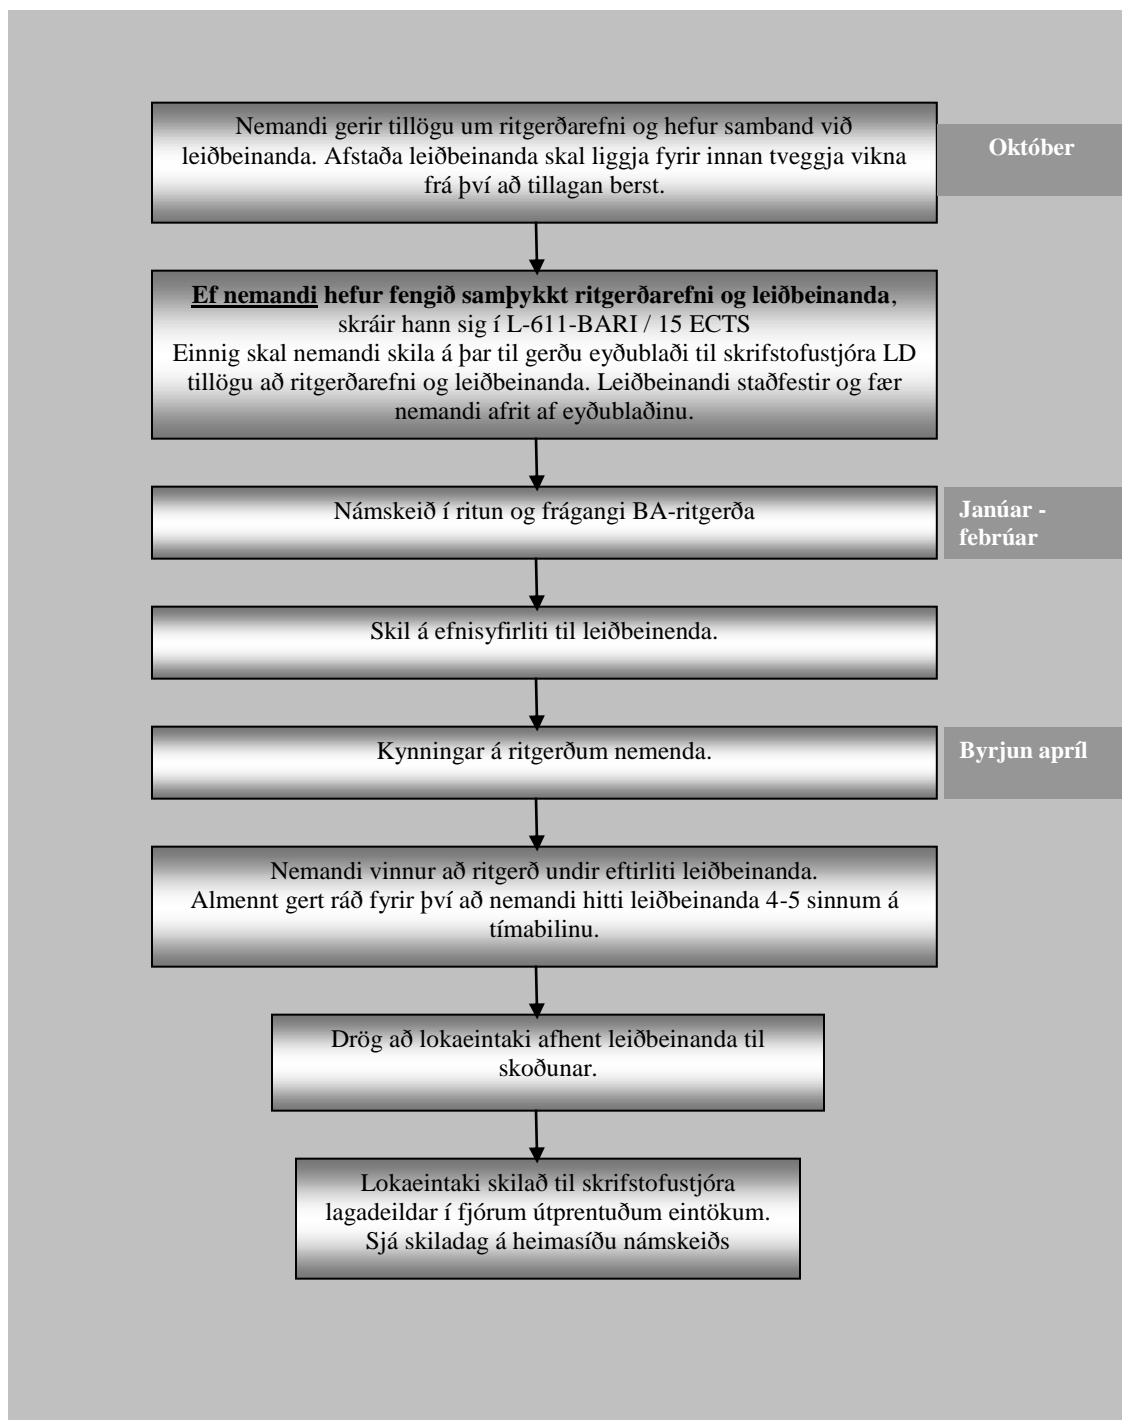 Nemandi gerir tillögu um ritgerðarefni og hefur samband við
leiðbeinanda. Afstaða leiðbeinanda skal liggja fyrir innan tveggja vikna
frá því að tillagan berst.
Október
Ef nemandi hefur fengið samþykkt ritgerðarefni og leiðbeinanda,
skráir hann sig í L-611-BARI / 15 ECTS
Einnig skal nemandi skila á þar til gerðu eyðublaði til skrifstofustjóra LD
tillögu að ritgerðarefni og leiðbeinanda. Leiðbeinandi staðfestir og fær
nemandi afrit af eyðublaðinu.
Námskeið í ritun og frágangi BA-ritgerða
Janúar -
febrúar
Skil á efnisyfirliti til leiðbeinenda.
Kynningar á ritgerðum nemenda.
Byrjun apríl
Nemandi vinnur að ritgerð undir eftirliti leiðbeinanda.
Almennt gert ráð fyrir því að nemandi hitti leiðbeinanda 4-5 sinnum á
tímabilinu.
Drög að lokaeintaki afhent leiðbeinanda til
skoðunar.
Lokaeintaki skilað til skrifstofustjóra
lagadeildar í fjórum útprentuðum eintökum.
Sjá skiladag á heimasíðu námskeiðs